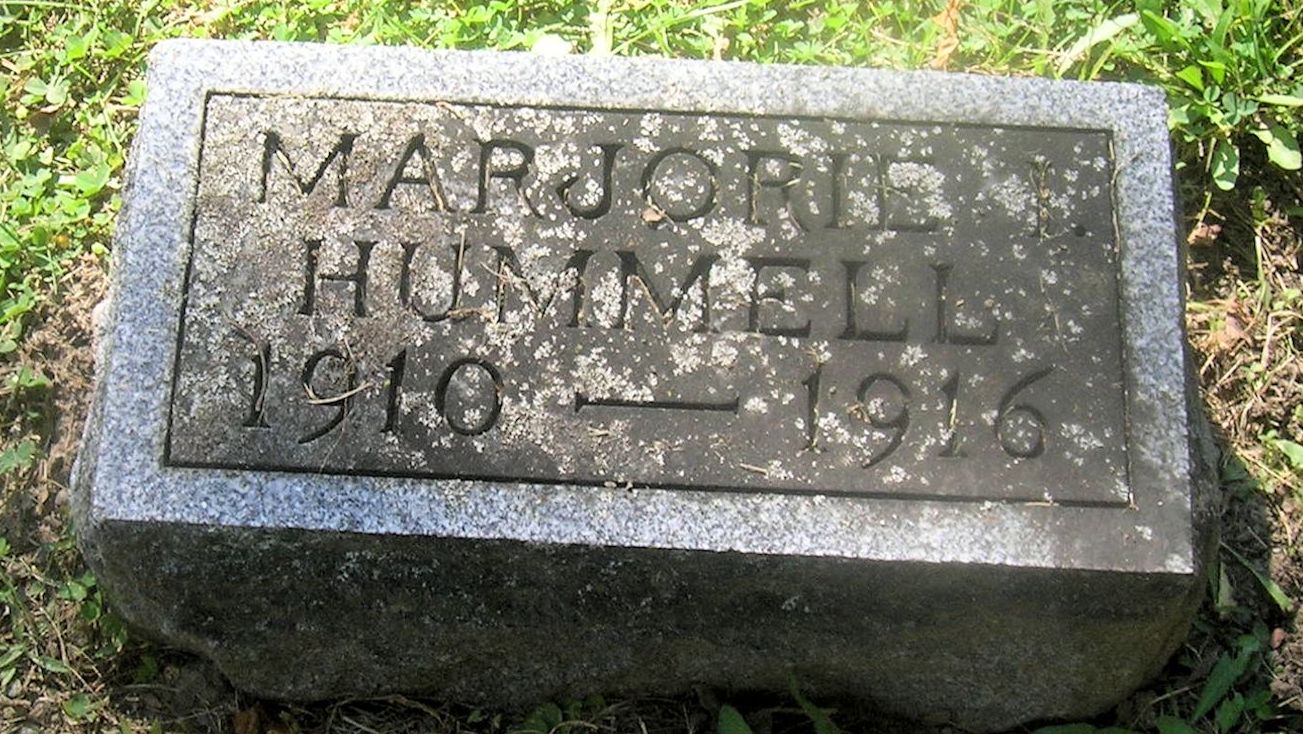 MARJORIE I.
HUMMELL
1910 — 1916